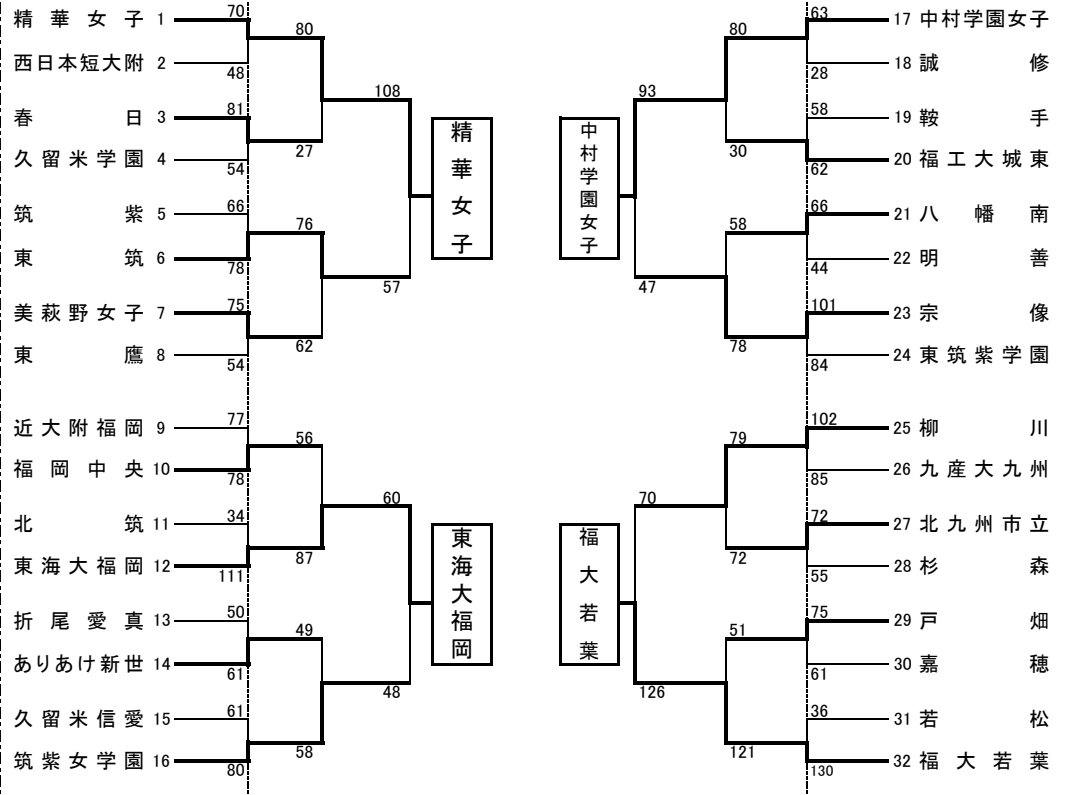 精華女子 1 70
80
西日本短大附 2 48
108
春日 3 81
27
久留米学園 4 54
精華女子
筑紫 5 66
76
東筑 6 78
57
美萩野女子 7 75
62
東鷹 8 54
近大附福岡 9 77
56
福岡中央 10 78
60
北筑 11 34
87
東海大福岡 12 111
東海大福岡
折尾愛真 13 50
49
ありあけ新世 14 61
48
久留米信愛 15 61
58
筑紫女学園 16 80
63 17 中村学園女子
80
28 18 誠修
93
58 19 鞍手
30
62 20 福工大城東
中村学園女子
66 21 八幡南
58
44 22 明善
47
101 23 宗像
78
84 24 東筑紫学園
102 25 柳川
79
85 26 九産大九州
70
72 27 北九州市立
72
55 28 杉森
福大若葉
75 29 戸畑
51
61 30 嘉穂
126
36 31 若松
121
130 32 福大若葉